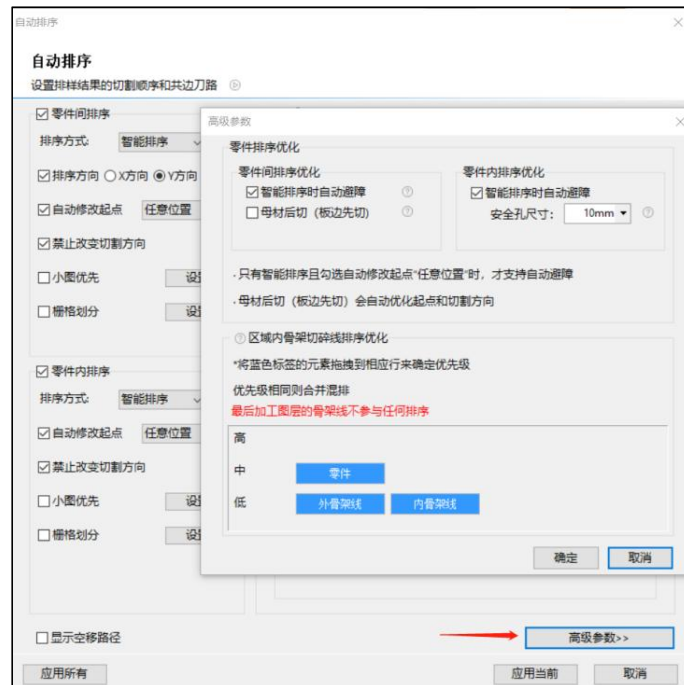 自动排序
自动排序
设置排样结果的切割顺序和共边刀路
零件间排序
排序方式: 智能排序
排序方向 X方向 Y方向
自动修改起点 任意位置
禁止改变切割方向
小图优先
栅格划分
零件内排序
排序方式: 智能排序
自动修改起点 任意位置
禁止改变切割方向
小图优先
栅格划分
显示空移路径
高级参数>>
应用所有 应用当前 取消
高级参数
零件排序优化
零件间排序优化
智能排序时自动避障
母材后切（板边先切）
零件内排序优化
智能排序时自动避障
安全孔尺寸: 10mm
·只有智能排序且勾选自动修改起点"任意位置"时，才支持自动避障
·母材后切（板边先切）会自动优化起点和切割方向
区域内骨架切碎线排序优化
*将蓝色标签的元素拖拽到相应行来确定优先级
优先级相同则合并混排
最后加工图层的骨架线不参与任何排序
高
中 零件
低 外骨架线 内骨架线
确定 取消